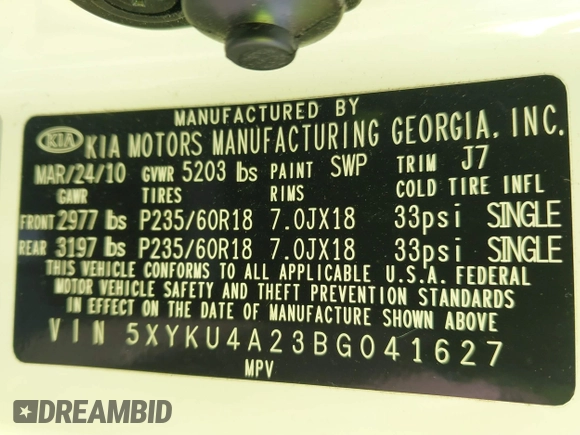 MANUFACTURED BY
KIA KIA MOTORS MANUFACTURING GEORGIA, INC.
MAR/24/10 GVWR 5203 lbs PAINT SWP TRIM J7
GAWR TIRES RIMS COLD TIRE INFL
FRONT 2977 lbs P235/60R18 7.0JX18 33psi SINGLE
REAR 3197 lbs P235/60R18 7.0JX18 33psi SINGLE
THIS VEHICLE CONFORMS TO ALL APPLICABLE U.S.A. FEDERAL
MOTOR VEHICLE SAFETY AND THEFT PREVENTION STANDARDS
IN EFFECT ON THE DATE OF MANUFACTURE SHOWN ABOVE
VIN 5XYKU4A23BG041627
MPV
DREAMBID